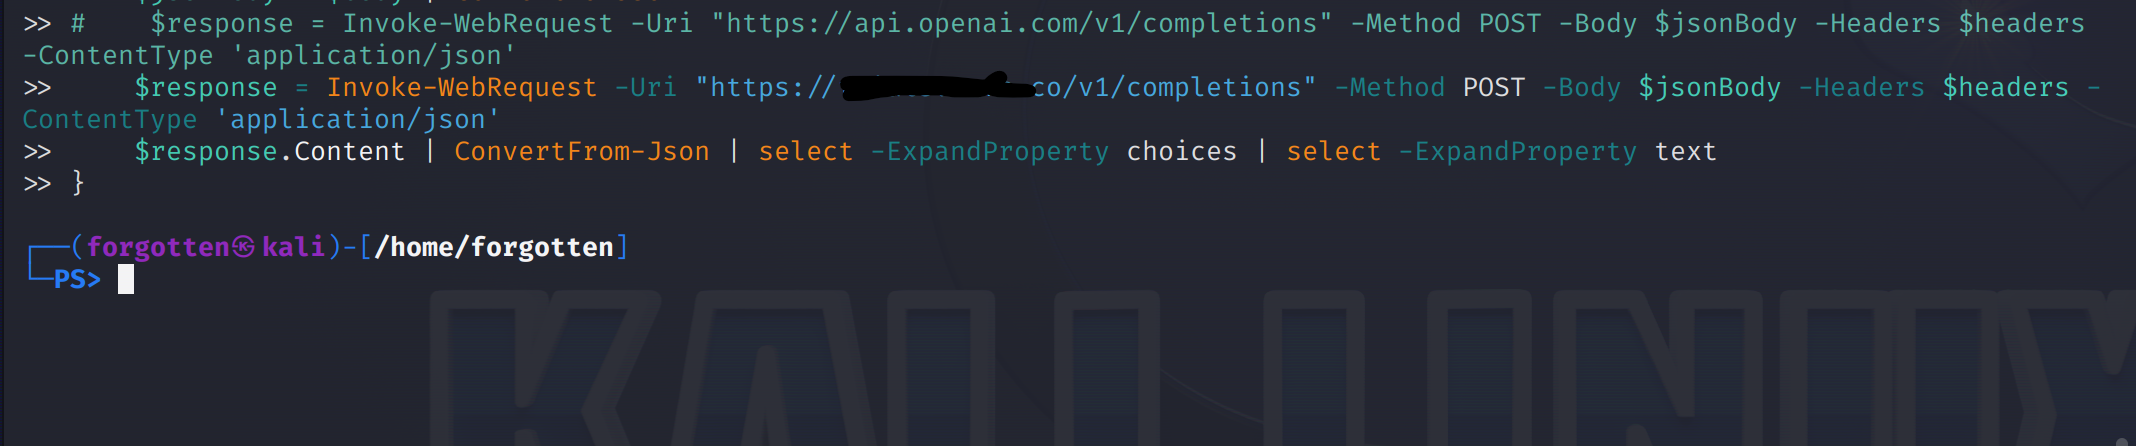 >> #    $response = Invoke-WebRequest -Uri "https://api.openai.com/v1/completions" -Method POST -Body $jsonBody -Headers $headers
-ContentType 'application/json'
>>    $response = Invoke-WebRequest -Uri "https:// co/v1/completions" -Method POST -Body $jsonBody -Headers $headers -
ContentType 'application/json'
>>    $response.Content | ConvertFrom-Json | select -ExpandProperty choices | select -ExpandProperty text
>> }
┌──(forgotten㉿kali)-[/home/forgotten]
└─PS>
KALI LINUX